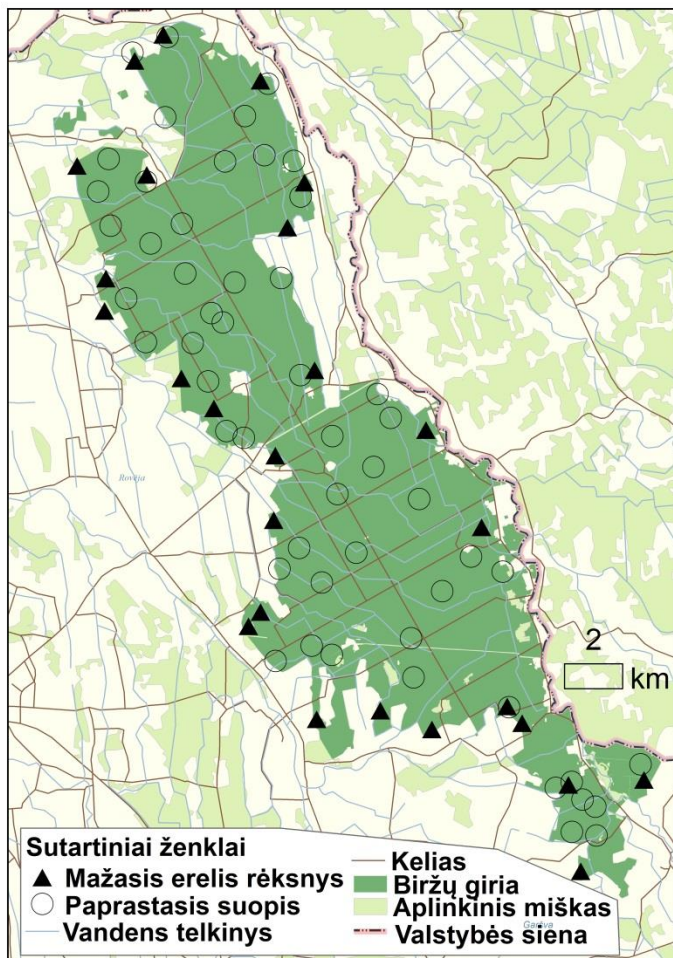 Rovėja
2
km
Sutartiniai ženklai
Mažasis erelis rėksnys
Paprastasis suopis
Vandens telkinys
Kelias
Biržų giria
Aplinkinis miškas
Valstybės siena